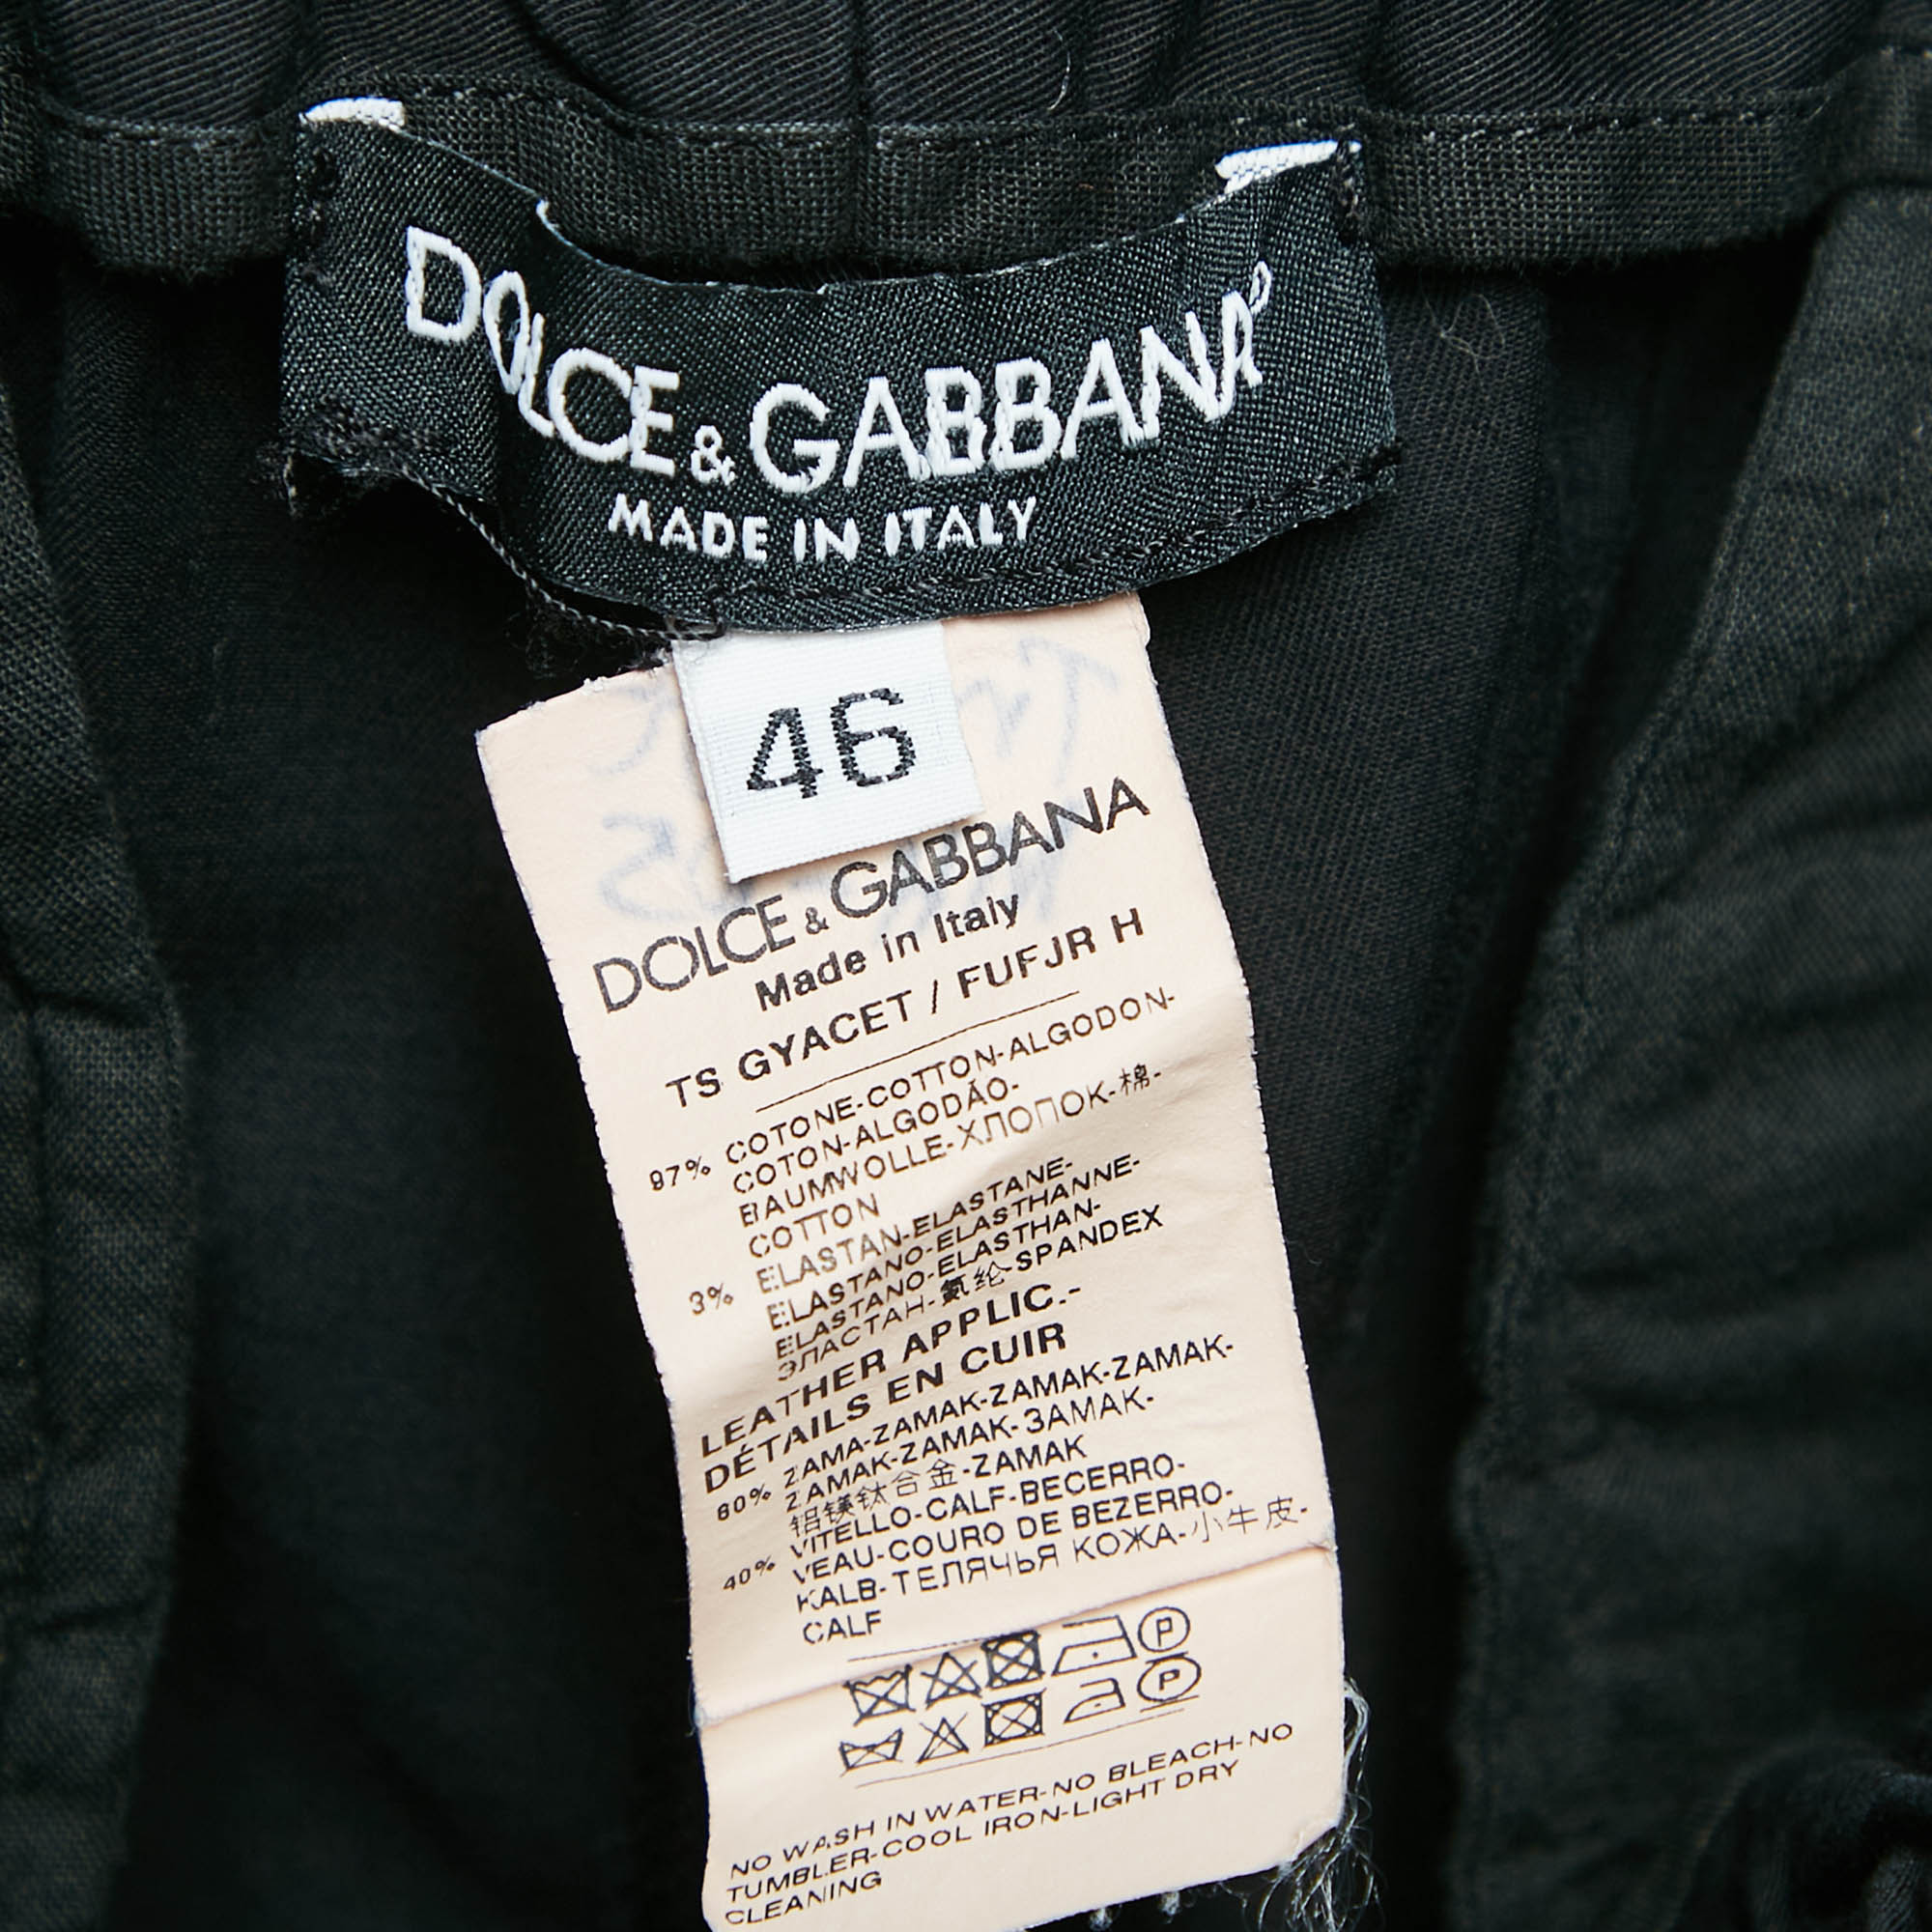 DOLCE & GABBANA
MADE IN ITALY
46
DOLCE & GABBANA
Made in Italy
TS GYACET / FUFJR H
97% COTONE-COTTON-ALGODON-
COTON-ALGODÃO-
BAUMWOLLE-ХЛОПОК-棉-
COTTON
3% ELASTAN-ELASTANE-
ELASTANO-ELASTHANNE-
ELASTANO-ELASTHAN-
ЭЛАСТАН-氨纶-SPANDEX
LEATHER APPLIC.-
DÉTAILS EN CUIR
60% ZAMA-ZAMAK-ZAMAK-ZAMAK-
ZAMAK-ZAMAK-ЗАМАК-
铝镁钛合金-ZAMAK
40% VITELLO-CALF-BECERRO-
VEAU-COURO DE BEZERRO-
KALB-ТЕЛЯЧЬЯ КОЖА-小牛皮-
CALF
P
P
NO WASH IN WATER-NO BLEACH-NO
TUMBLER-COOL IRON-LIGHT DRY
CLEANING